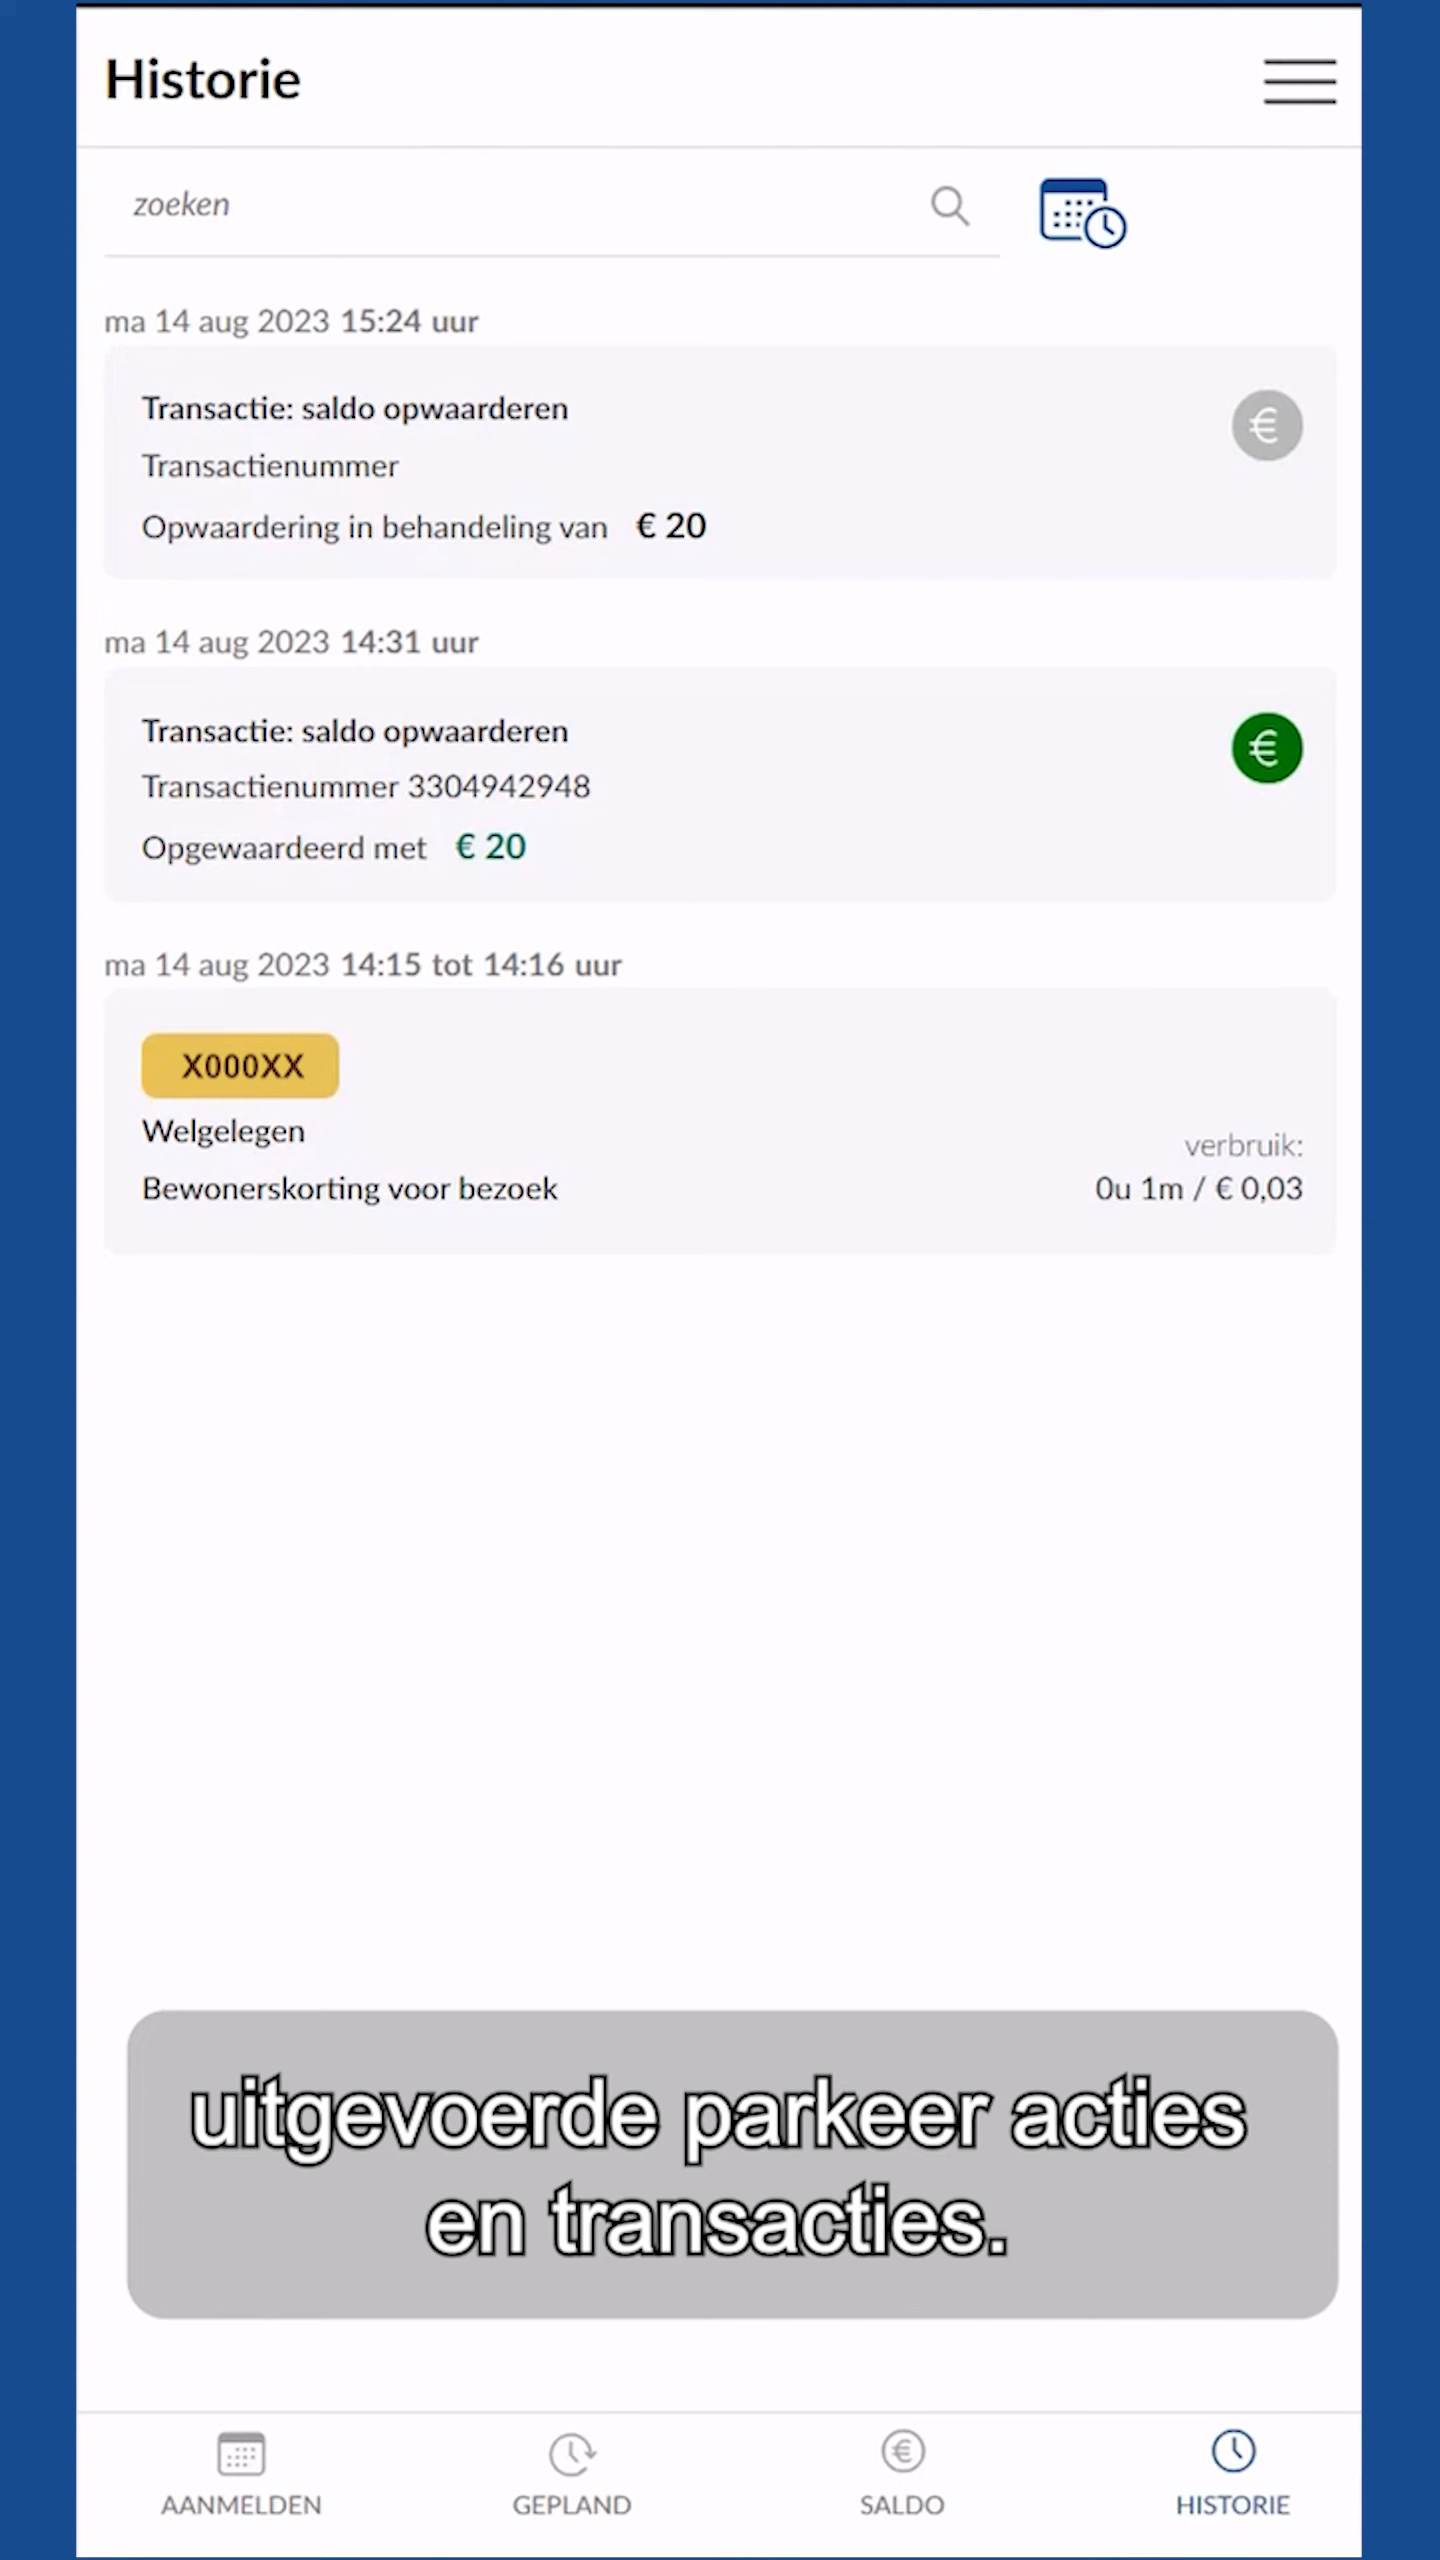 Historie
zoeken
ma 14 aug 2023 15:24 uur
Transactie: saldo opwaarderen
Transactienummer
Opwaardering in behandeling van € 20
ma 14 aug 2023 14:31 uur
Transactie: saldo opwaarderen
Transactienummer 3304942948
Opgewaardeerd met € 20
ma 14 aug 2023 14:15 tot 14:16 uur
X000XX
Welgelegen
verbruik:
Bewonerskorting voor bezoek 0u 1m / € 0,03
uitgevoerde parkeer acties
en transacties.
AANMELDEN GEPLAND SALDO HISTORIE